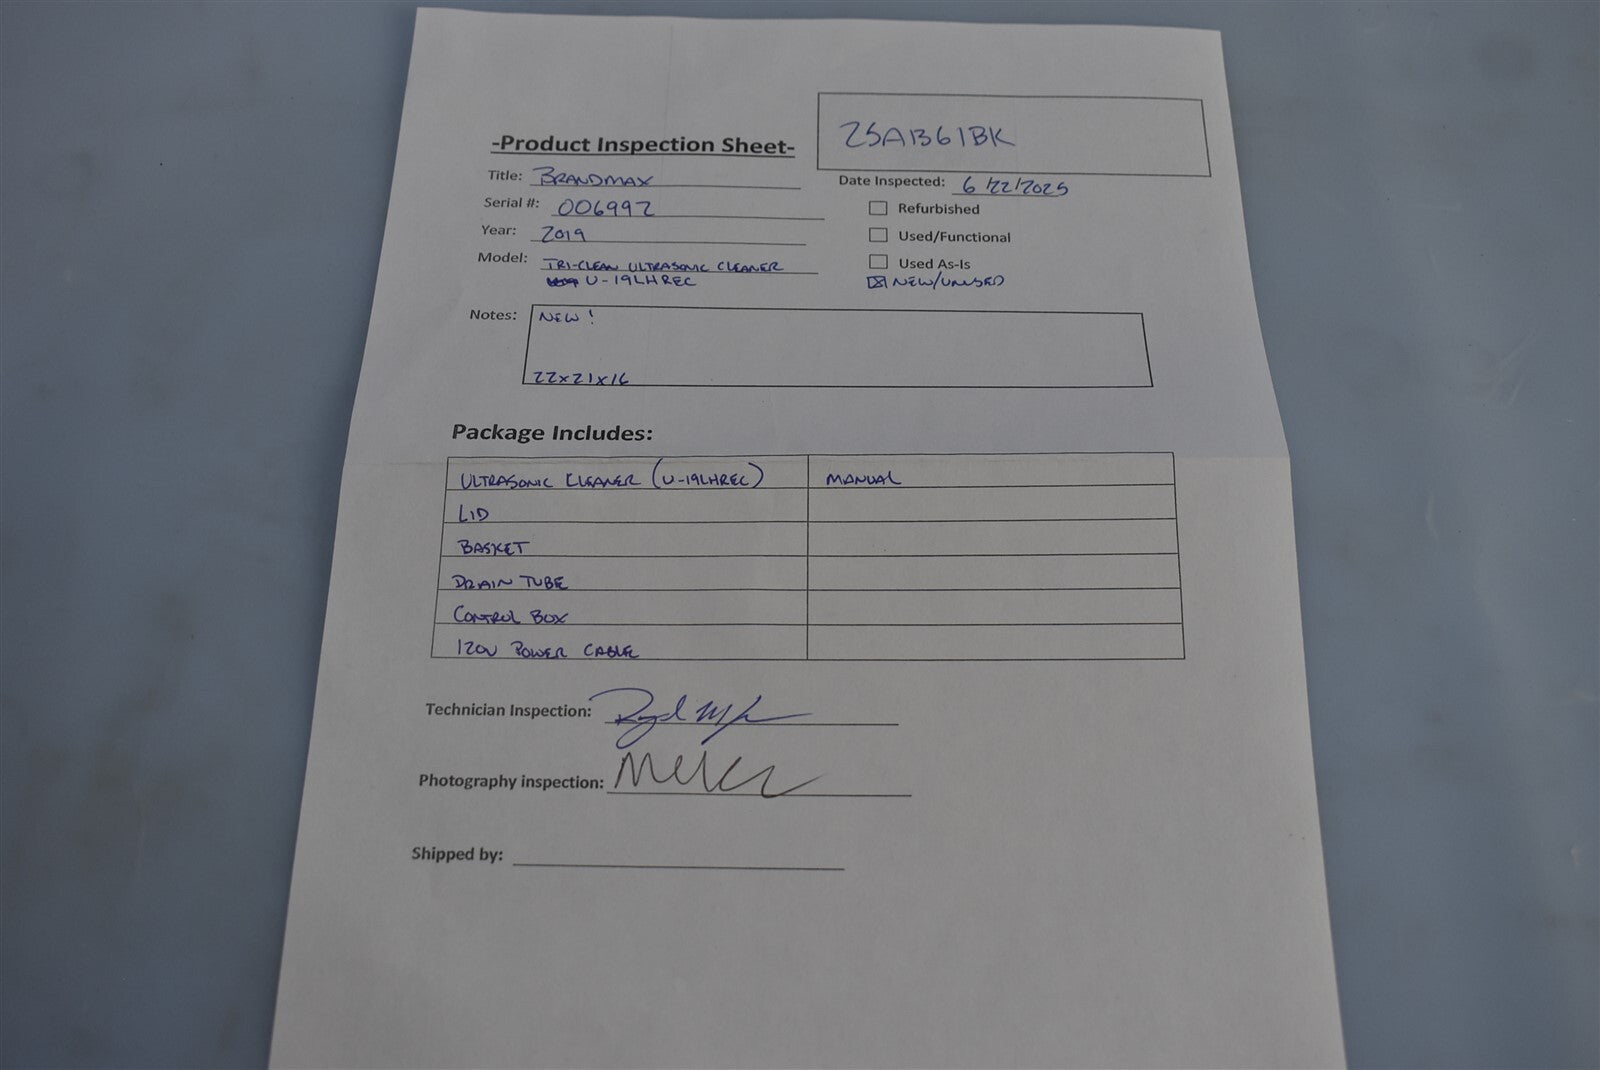 25AB61BK
-Product Inspection Sheet-
Title: BRANDMAX
Date Inspected: 6/22/2025
Serial #: 006992
Refurbished
Year: 2019
Used/Functional
Model: TRI-CLEAN ULTRASONIC CLEANER
Used As-Is
U-19LHREC
NEW/UNUSED
Notes: NEW!
22x21x16
Package Includes:
ULTRASONIC CLEANER (U-19LHREC) MANUAL
LID
BASKET
DRAIN TUBE
CONTROL BOX
120V POWER CABLE
Technician Inspection:
Photography inspection:
Shipped by: